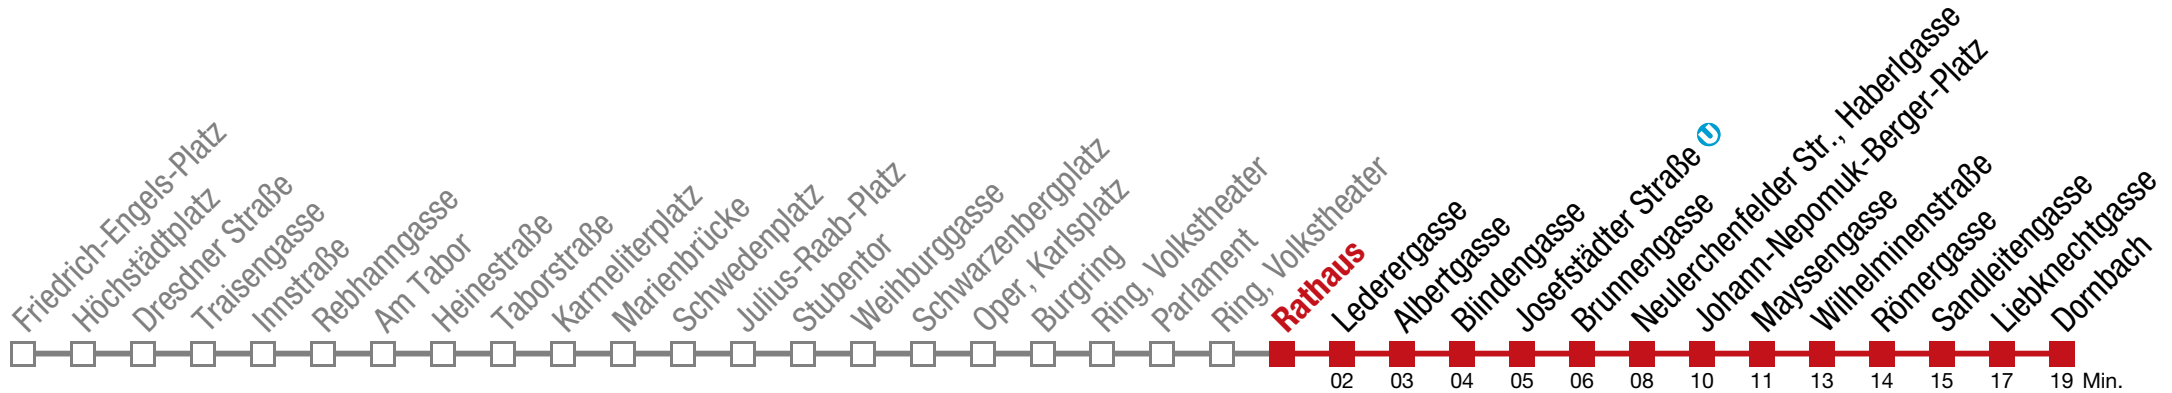 Friedrich-Engels-Platz
Höchstädtplatz
Dresdner Straße
Traisengasse
Innstraße
Rebhanngasse
Am Tabor
Heinestraße
Taborstraße
Karmeliterplatz
Marienbrücke
Schwedenplatz
Julius-Raab-Platz
Stubentor
Weihburggasse
Schwarzenbergplatz
Oper, Karlsplatz
Burgring
Ring, Volkstheater
Parlament
Ring, Volkstheater
Rathaus
Lederergasse
Albertgasse
Blindengasse
Josefstädter Straße U
Brunnengasse
Neulerchenfelder Str., Haberlgasse
Johann-Nepomuk-Berger-Platz
Mayssengasse
Wilhelminenstraße
Römergasse
Sandleitengasse
Liebknechtgasse
Dornbach
02 03 04 05 06 08 10 11 13 14 15 17 19 Min.